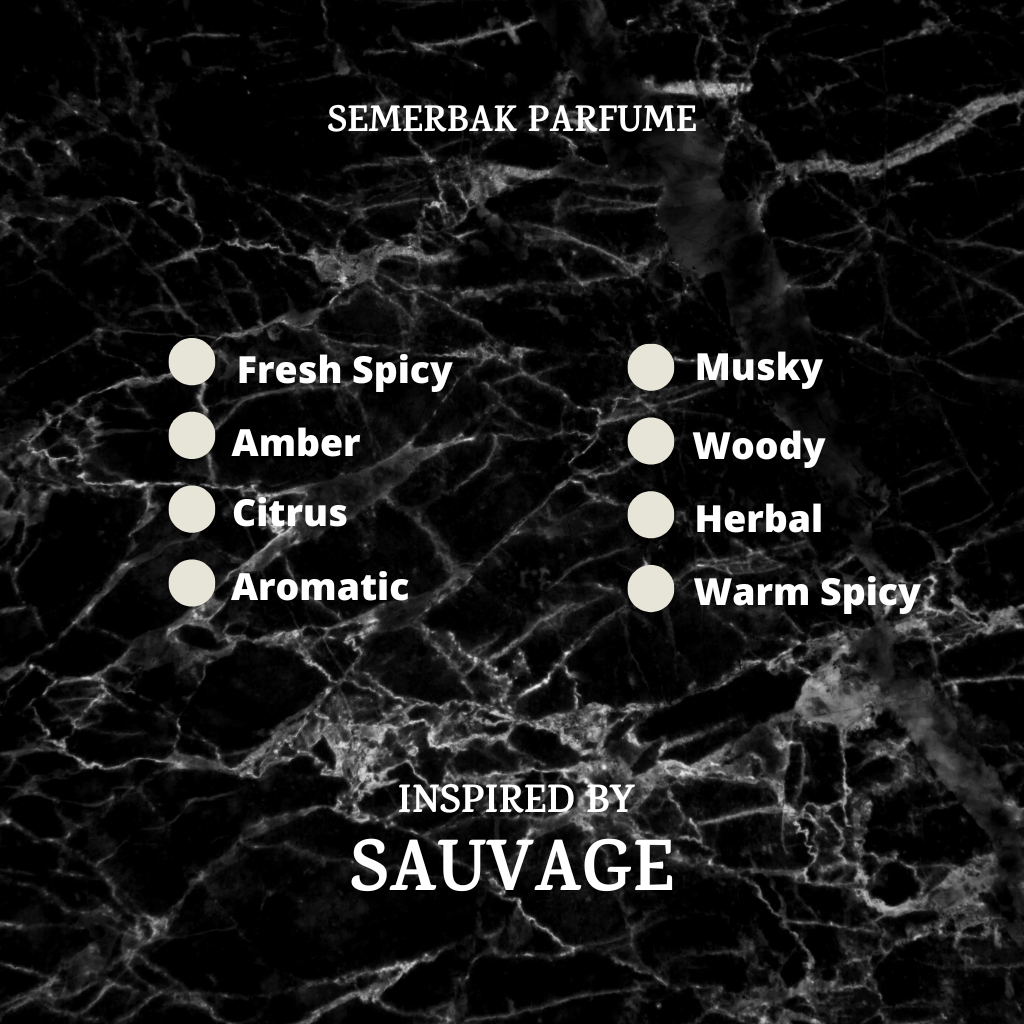 SEMERBAK PARFUME
Fresh Spicy
Amber
Citrus
Aromatic
Musky
Woody
Herbal
Warm Spicy
INSPIRED BY
SAUVAGE